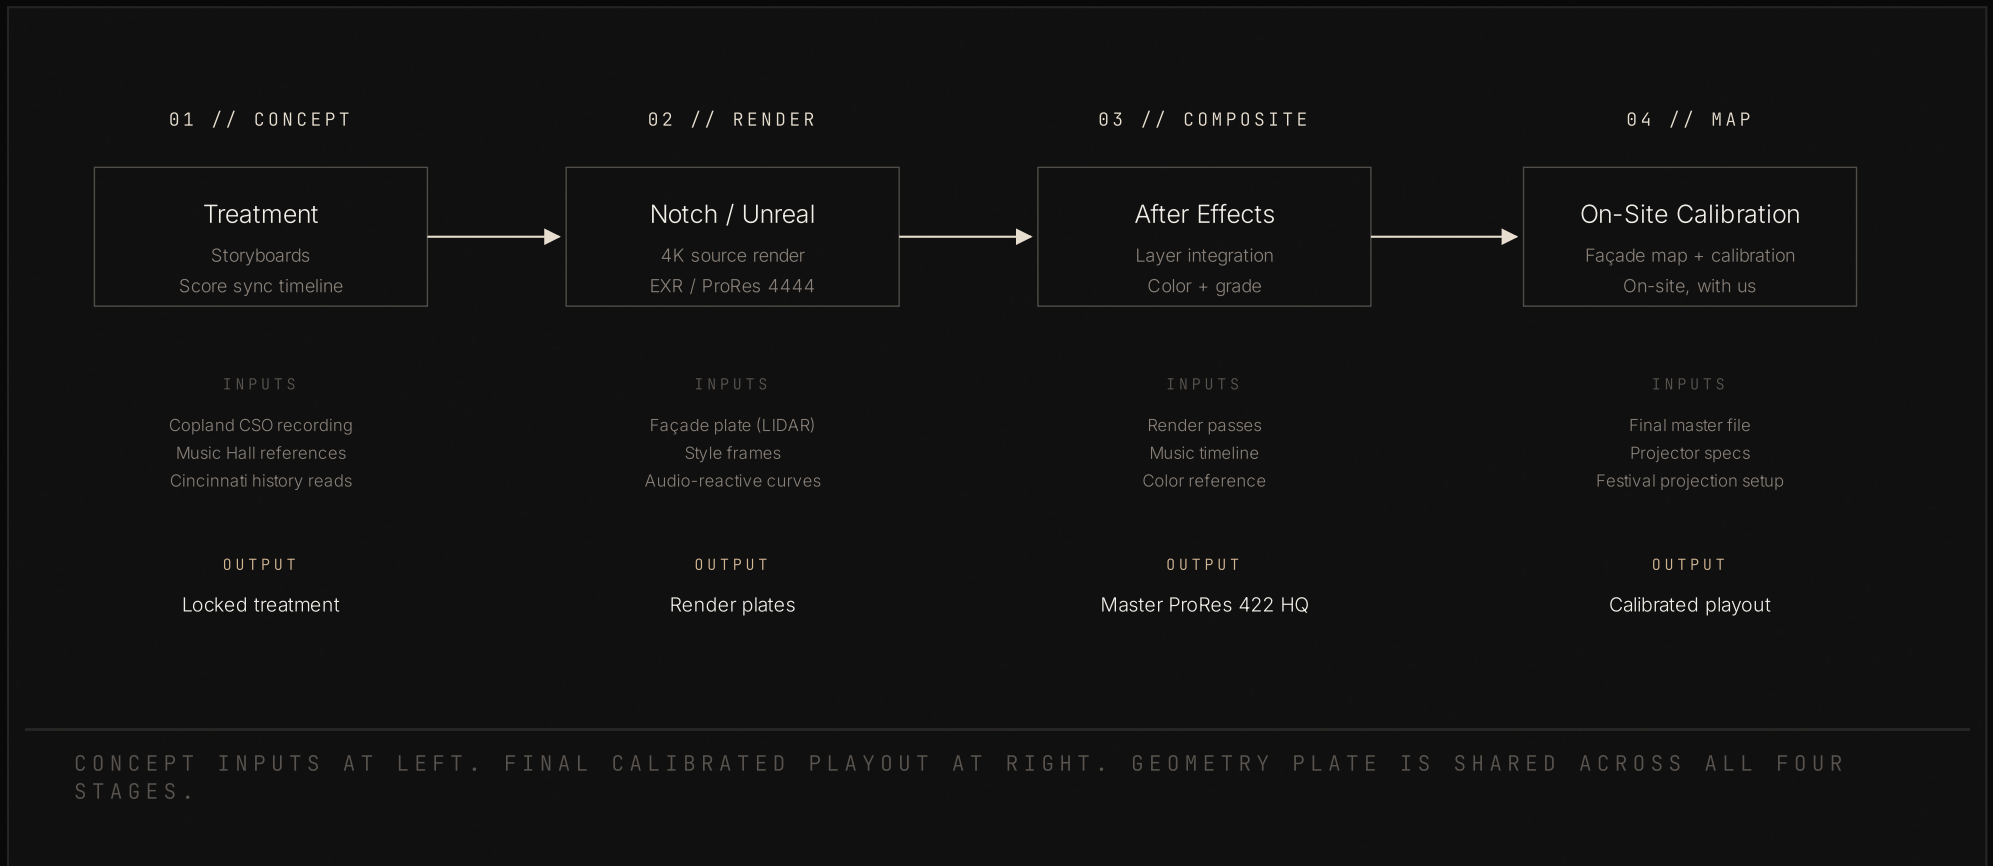 01 // CONCEPT
Treatment
Storyboards
Score sync timeline
INPUTS
Copland CSO recording
Music Hall references
Cincinnati history reads
OUTPUT
Locked treatment
02 // RENDER
Notch / Unreal
4K source render
EXR / ProRes 4444
INPUTS
Façade plate (LIDAR)
Style frames
Audio-reactive curves
OUTPUT
Render plates
03 // COMPOSITE
After Effects
Layer integration
Color + grade
INPUTS
Render passes
Music timeline
Color reference
OUTPUT
Master ProRes 422 HQ
04 // MAP
On-Site Calibration
Façade map + calibration
On-site, with us
INPUTS
Final master file
Projector specs
Festival projection setup
OUTPUT
Calibrated playout
CONCEPT INPUTS AT LEFT. FINAL CALIBRATED PLAYOUT AT RIGHT. GEOMETRY PLATE IS SHARED ACROSS ALL FOUR
STAGES.